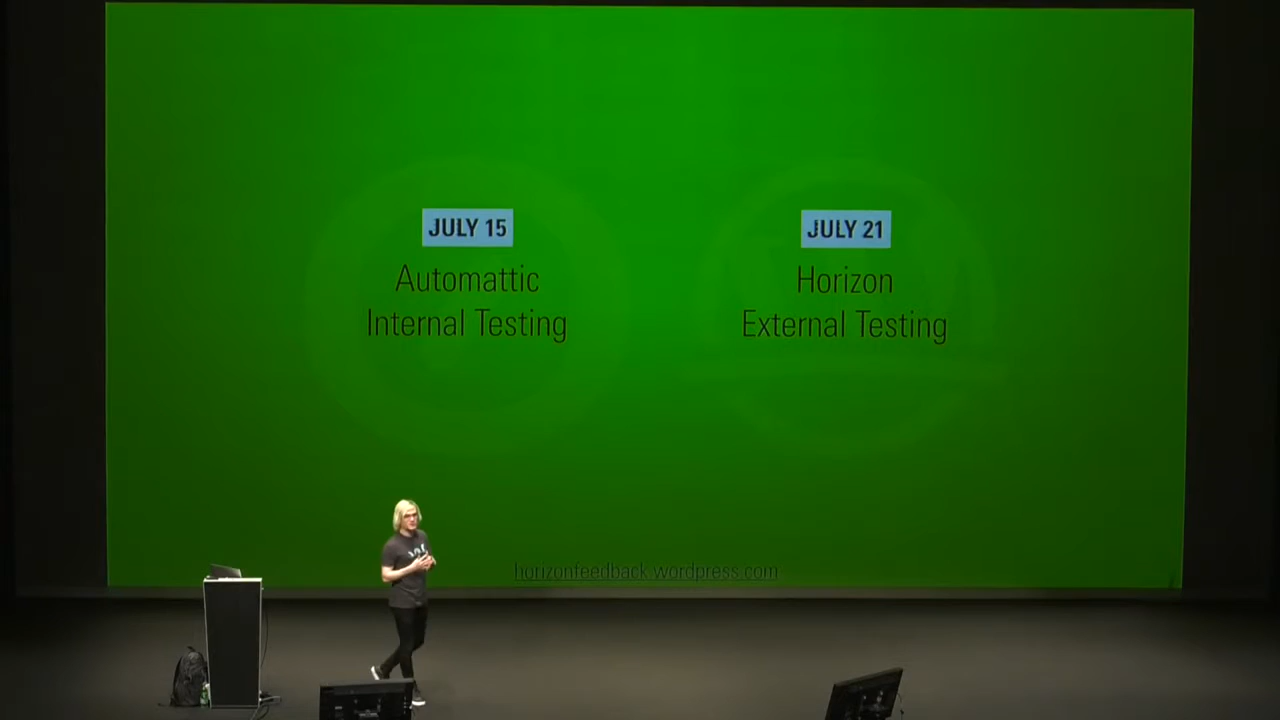 JULY 15
Automattic
Internal Testing
JULY 21
Horizon
External Testing
horizonfeedback.wordpress.com